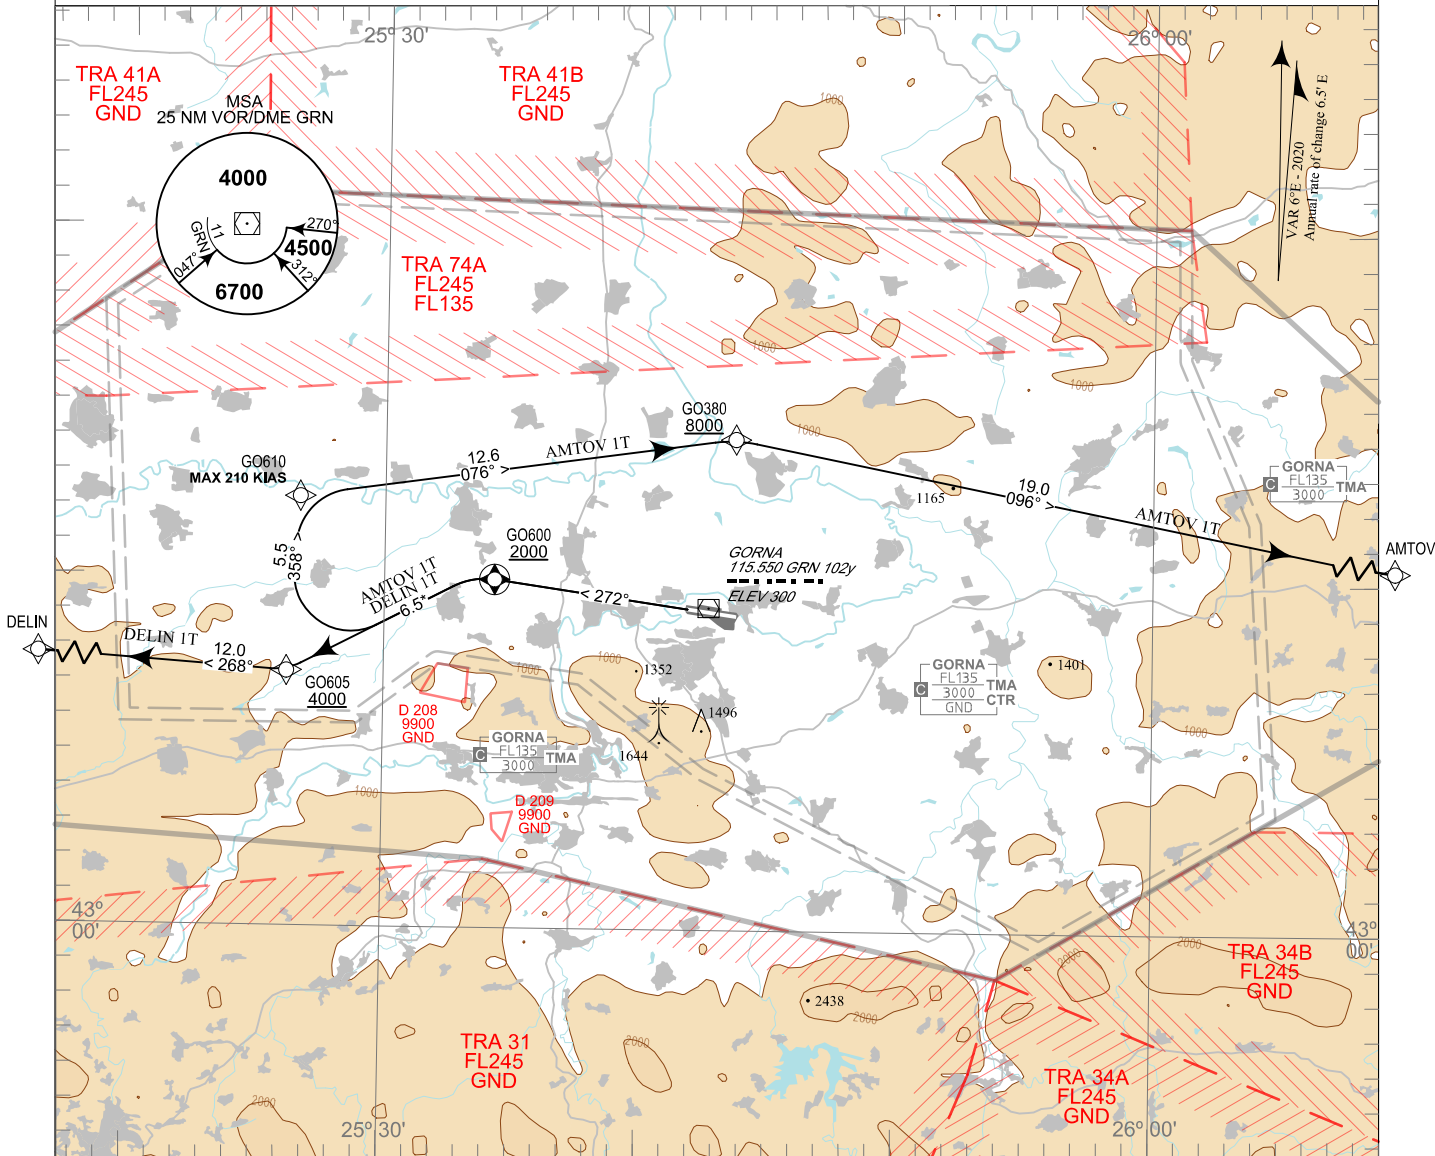 25° 30'
26° 00'
TRA 41A
FL245
GND
TRA 41B
FL245
GND
MSA
25 NM VOR/DME GRN
4000
4500
6700
270°
312°
047°
11
GRN
VAR 6°E - 2020
Annual rate of change 6.5' E
1000
TRA 74A
FL245
FL135
1000
1000
GO380
8000
1000
GO610
MAX 210 KIAS
12.6
076° >
AMTOV 1T
1165
19.0
096° >
AMTOV 1T
GORNA
FL135
3000
C
TMA
AMTOV
GO600
2000
5.5
358° >
AMTOV 1T
DELIN 1T
6.5*
< 272°
GORNA
115.550 GRN 102y
ELEV 300
DELIN
DELIN 1T
12.0
< 268°
GO605
4000
1000
1000
1352
1401
GORNA
FL135
3000
GND
C
TMA
CTR
D 208
9900
GND
1496
1644
GORNA
FL135
3000
C
TMA
1000
1000
D 209
9900
GND
43°
00'
43°
00'
2000
2000
TRA 34B
FL245
GND
2438
2000
TRA 31
FL245
GND
2000
TRA 34A
FL245
GND
2000
25° 30'
26° 00'